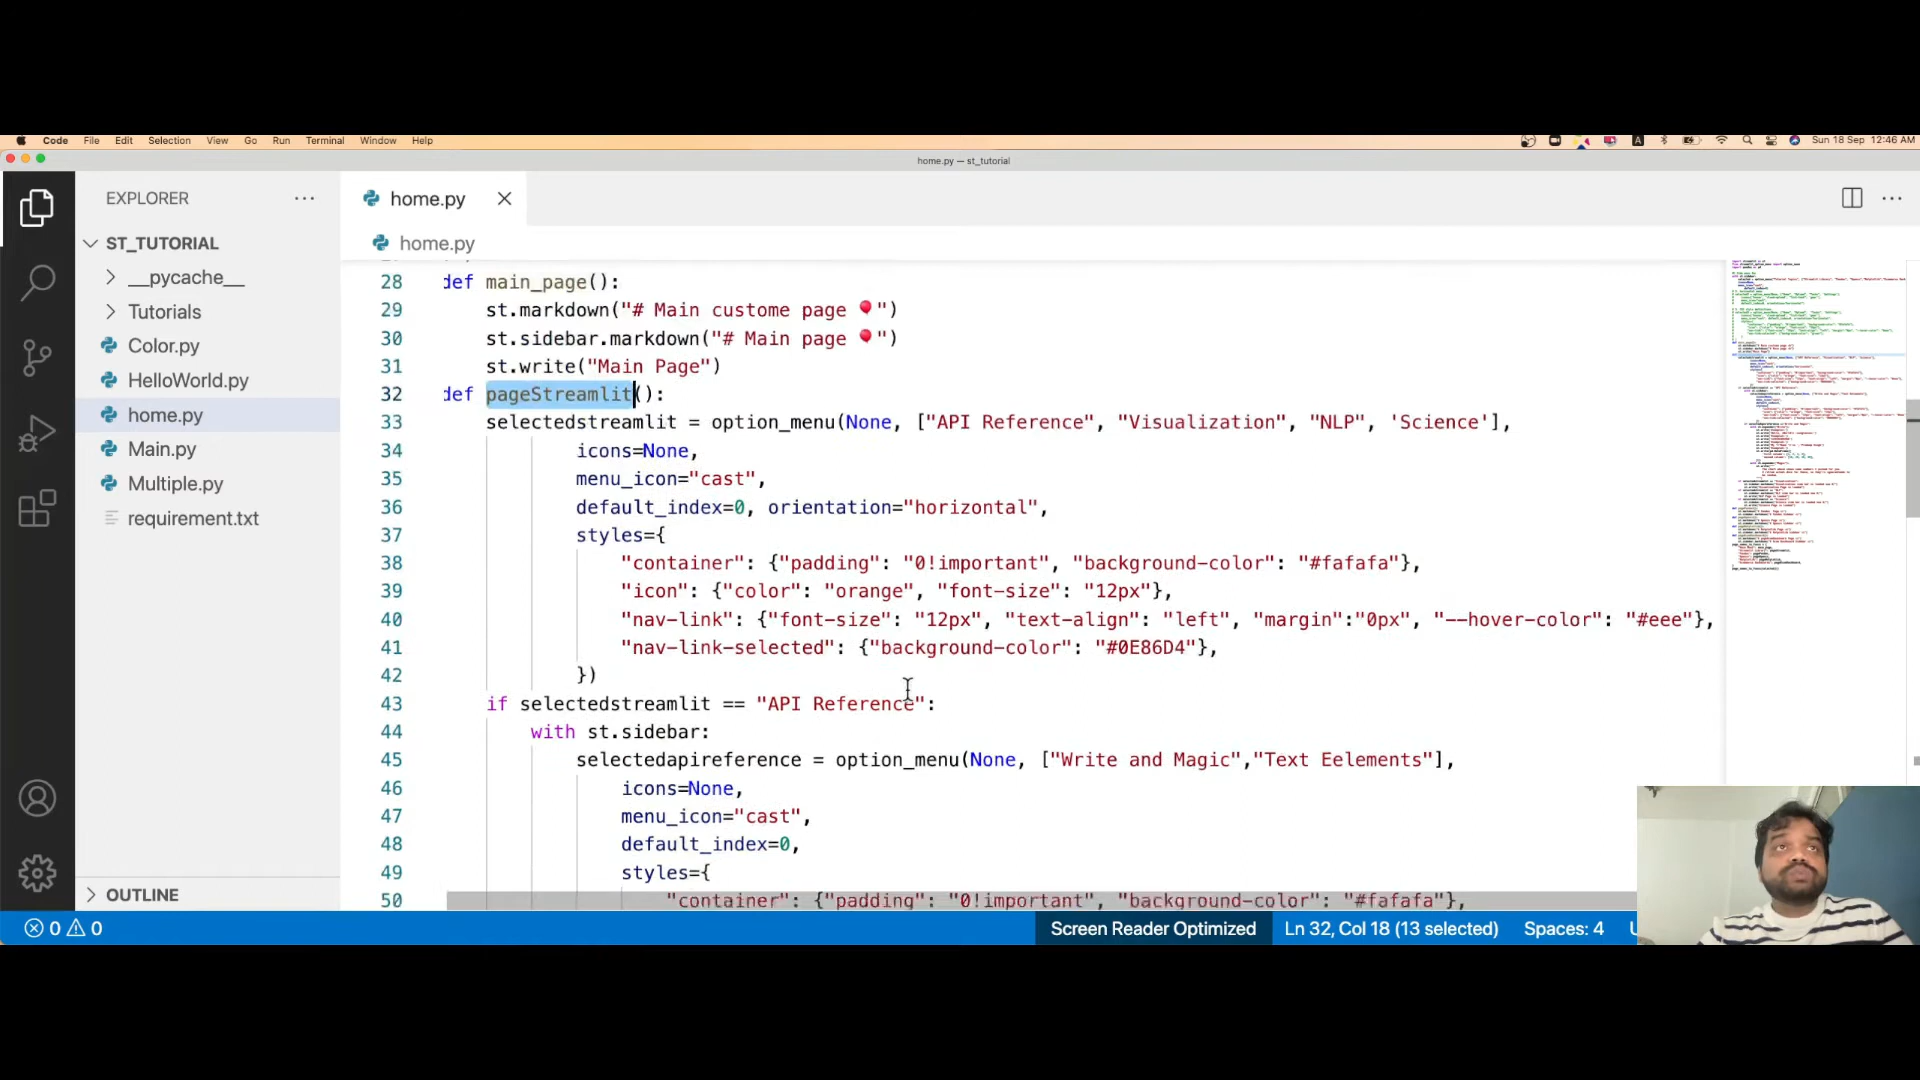 Code File Edit Selection View Go Run Terminal Window Help
A Sun 18 Sep 12:46 AM
home.py — st_tutorial
EXPLORER
ST_TUTORIAL
__pycache__
Tutorials
Color.py
HelloWorld.py
home.py
Main.py
Multiple.py
requirement.txt
OUTLINE
home.py
home.py
28 def main_page():
29 st.markdown("# Main custome page 🎈")
30 st.sidebar.markdown("# Main page 🎈")
31 st.write("Main Page")
32 def pageStreamlit():
33 selectedstreamlit = option_menu(None, ["API Reference", "Visualization", "NLP", 'Science'],
34 icons=None,
35 menu_icon="cast",
36 default_index=0, orientation="horizontal",
37 styles={
38 "container": {"padding": "0!important", "background-color": "#fafafa"},
39 "icon": {"color": "orange", "font-size": "12px"},
40 "nav-link": {"font-size": "12px", "text-align": "left", "margin":"0px", "--hover-color": "#eee"},
41 "nav-link-selected": {"background-color": "#0E86D4"},
42 })
43 if selectedstreamlit == "API Reference":
44 with st.sidebar:
45 selectedapireference = option_menu(None, ["Write and Magic","Text Eelements"],
46 icons=None,
47 menu_icon="cast",
48 default_index=0,
49 styles={
50 "container": {"padding": "0!important", "background-color": "#fafafa"},
0 0 Screen Reader Optimized Ln 32, Col 18 (13 selected) Spaces: 4